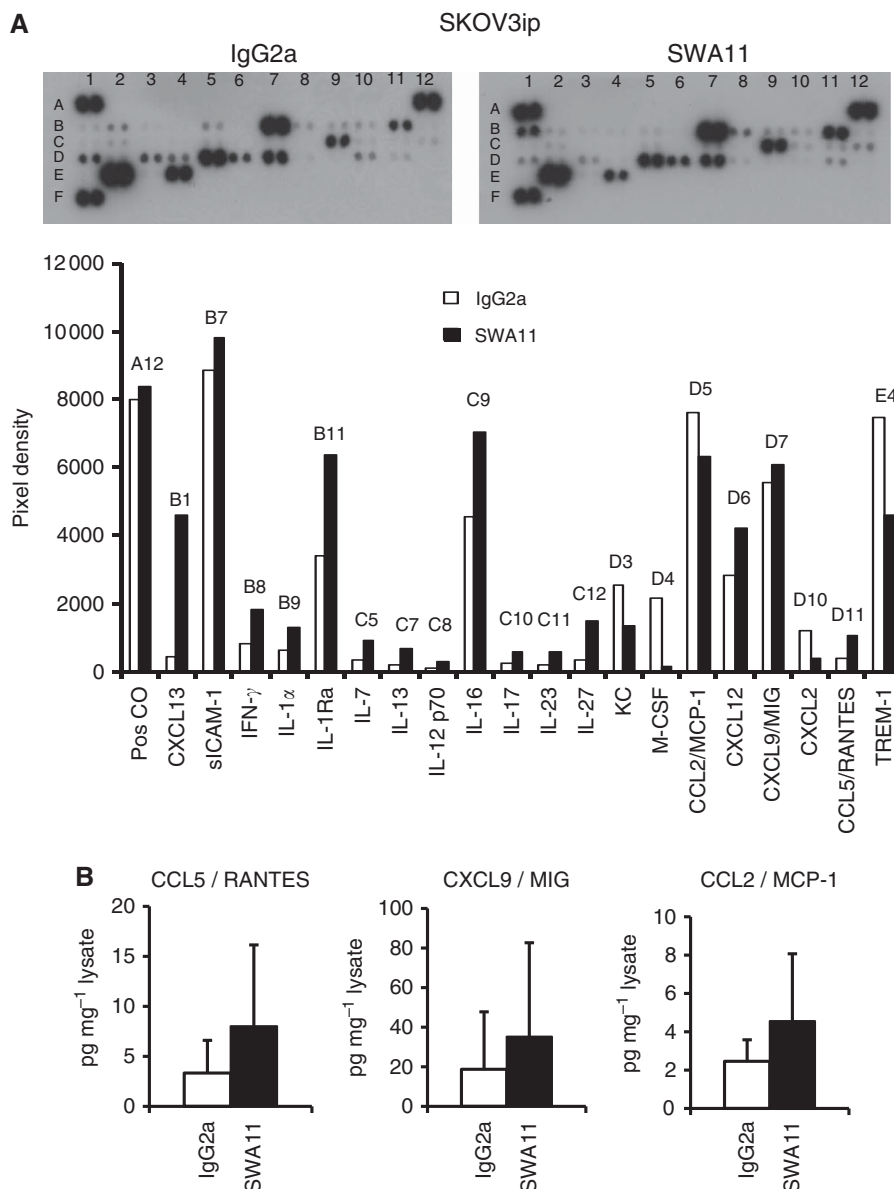 A
SKOV3ip
IgG2a
SWA11
1 2 3 4 5 6 7 8 9 10 11 12
1 2 3 4 5 6 7 8 9 10 11 12
A
B
C
D
E
F
A
B
C
D
E
F
12 000
10 000
8000
6000
4000
2000
0
Pixel density
IgG2a
SWA11
A12
B1
B7
B8
B9
B11
C5
C7
C8
C9
C10
C11
C12
D3
D4
D5
D6
D7
D10
D11
E4
Pos CO
CXCL13
sICAM-1
IFN-γ
IL-1α
IL-1Ra
IL-7
IL-13
IL-12 p70
IL-16
IL-17
IL-23
IL-27
KC
M-CSF
CCL2/MCP-1
CXCL12
CXCL9/MIG
CXCL2
CCL5/RANTES
TREM-1
B
CCL5 / RANTES
20
15
10
5
0
pg mg⁻¹ lysate
IgG2a
SWA11
CXCL9 / MIG
100
80
60
40
20
0
pg mg⁻¹ lysate
IgG2a
SWA11
CCL2 / MCP-1
10
8
6
4
2
0
pg mg⁻¹ lysate
IgG2a
SWA11